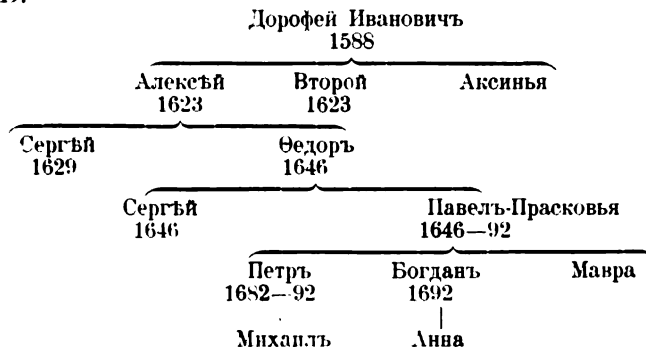 Дорофей Ивановичъ
1588
Алексѣй Второй Аксинья
1623 1623
Сергѣй Ѳедоръ
1629 1646
Сергѣй Павелъ-Прасковья
1646 1646—92
Петръ Богданъ Мавра
1682—92 1692
Михаилъ Анна